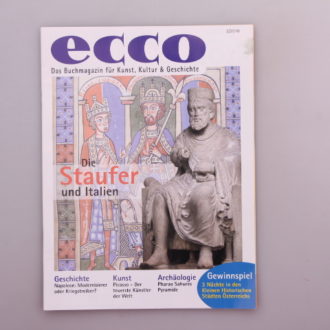 ecco
Das Buchmagazin für Kunst, Kultur & Geschichte
Die
Staufer
und Italien
Geschichte
Napoleon: Modernisierer
oder Kriegstreiber?
Kunst
Picasso – Der
teuerste Künstler
der Welt
Archäologie
Pharao Sahures
Pyramide
Gewinnspiel
3 Nächte in den
Kleinen Historischen
Städten Österreichs